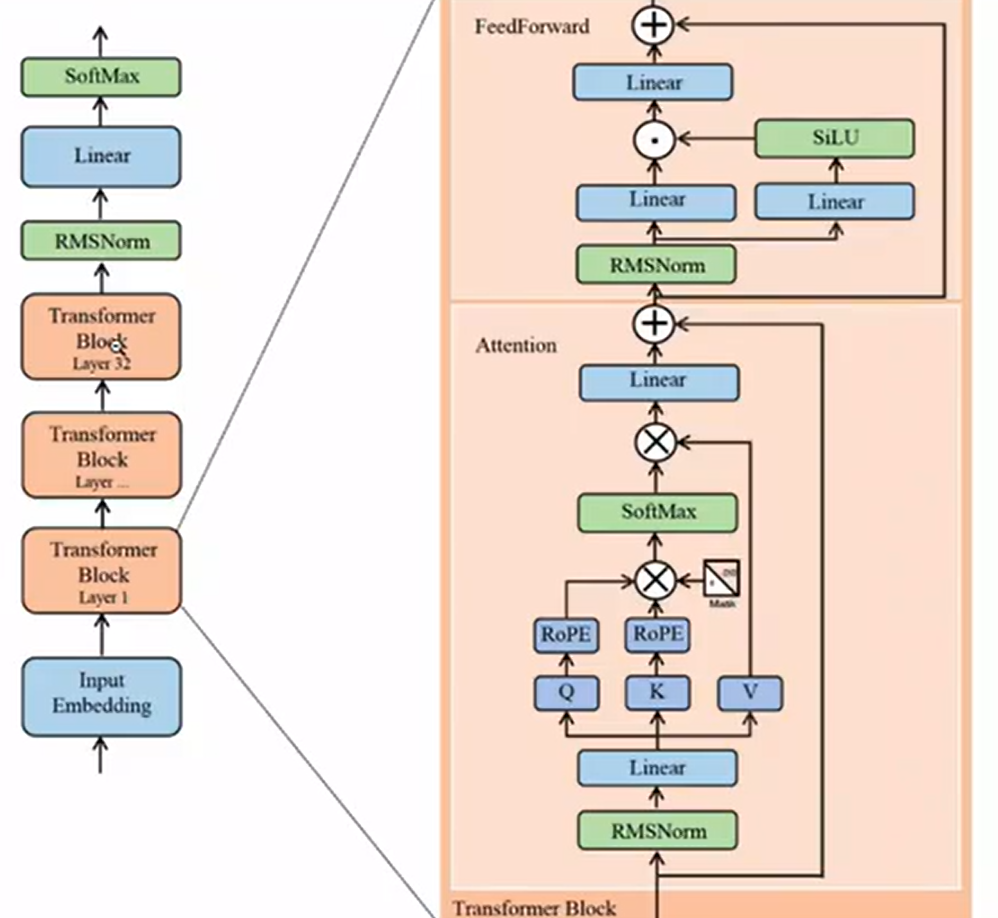 SoftMax
Linear
RMSNorm
Transformer
Block
Layer 32
Transformer
Block
Layer ...
Transformer
Block
Layer 1
Input
Embedding
FeedForward
Linear
SiLU
Linear
Linear
RMSNorm
Attention
Linear
SoftMax
Mask
RoPE
RoPE
Q
K
V
Linear
RMSNorm
Transformer Block